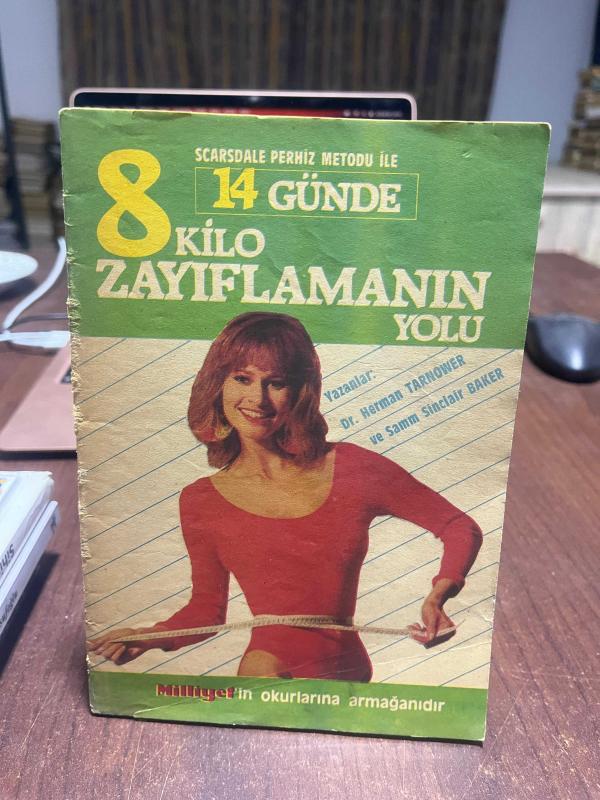 SCARSDALE PERHİZ METODU İLE
14 GÜNDE
8 KİLO
ZAYIFLAMANIN
YOLU
Yazanlar:
Dr. Herman TARNOWER
ve Samm Sinclair BAKER
Milliyet'in okurlarına armağanıdır